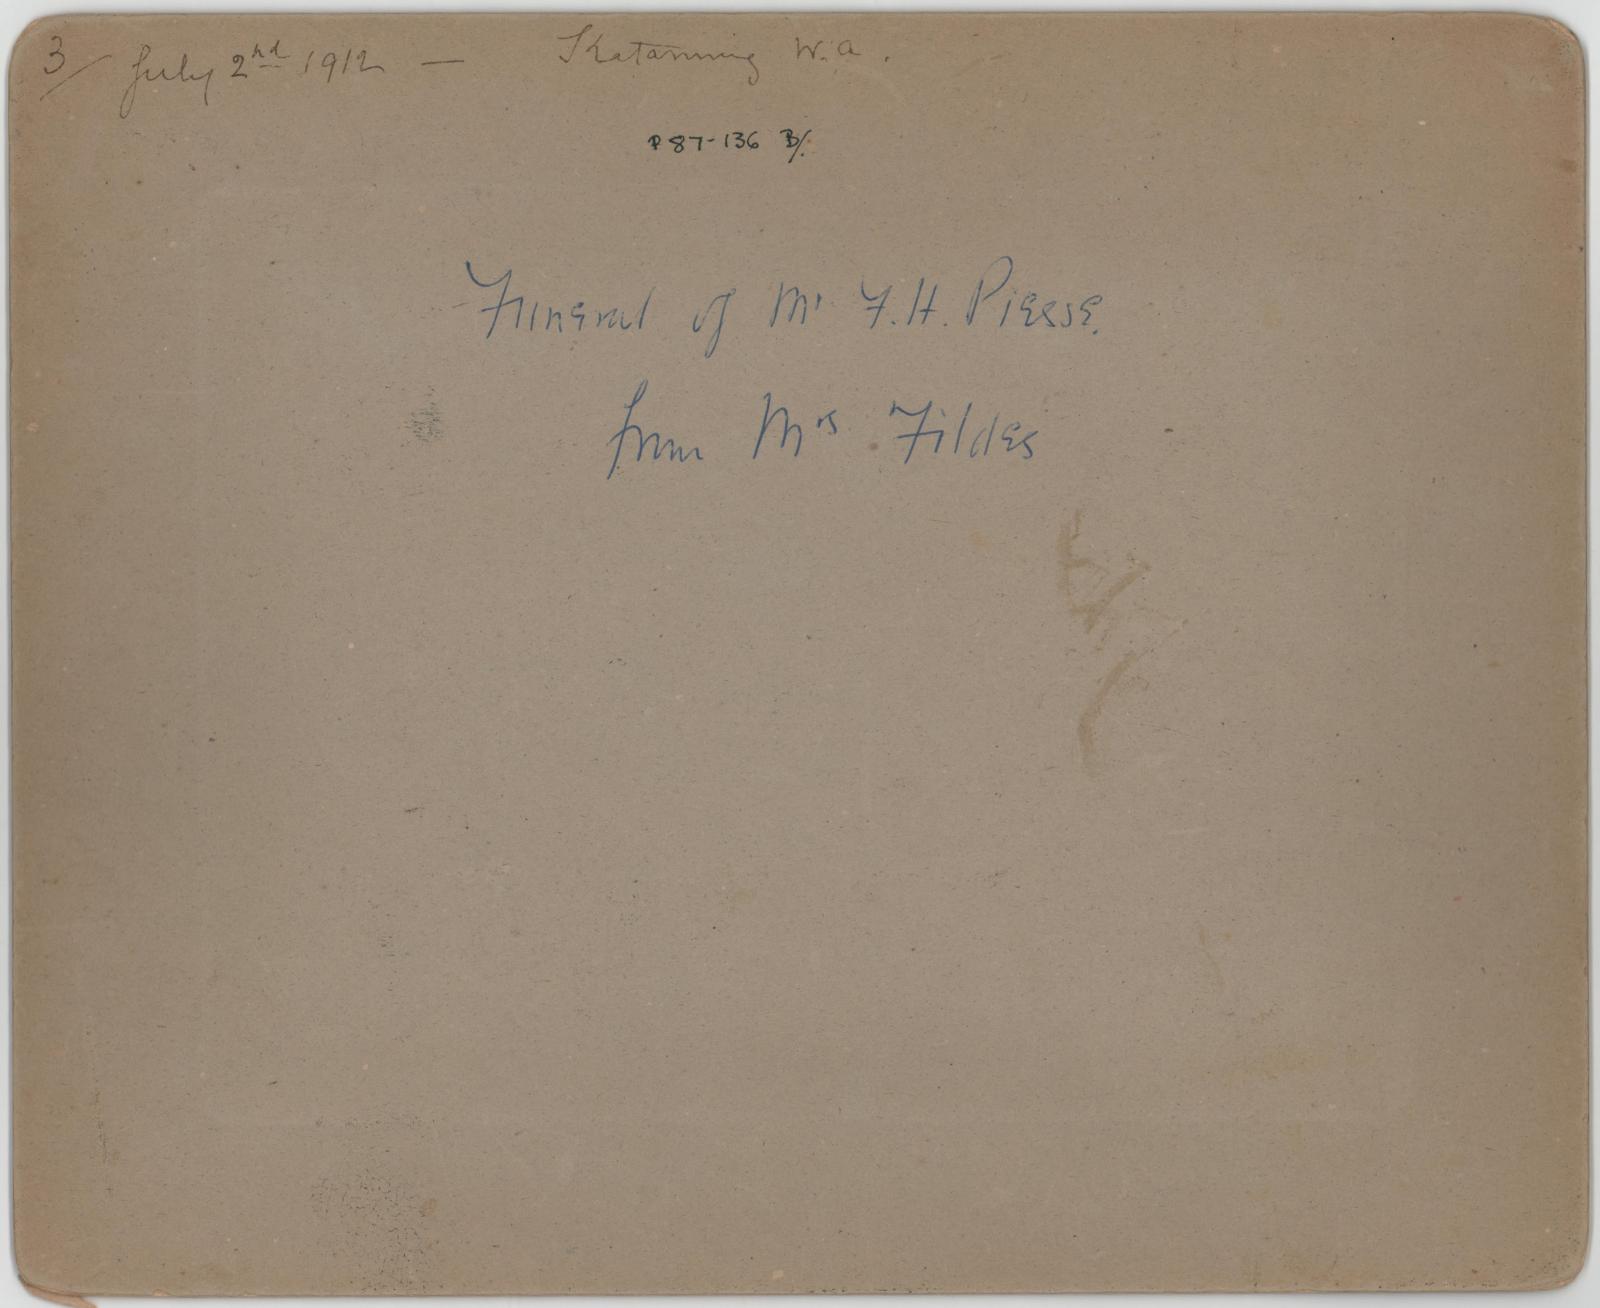 3/ July 2nd 1912 — Katanning W.A.
P87-136 B/.
Funeral of Mr F.H. Piesse.
from Mrs Fildes